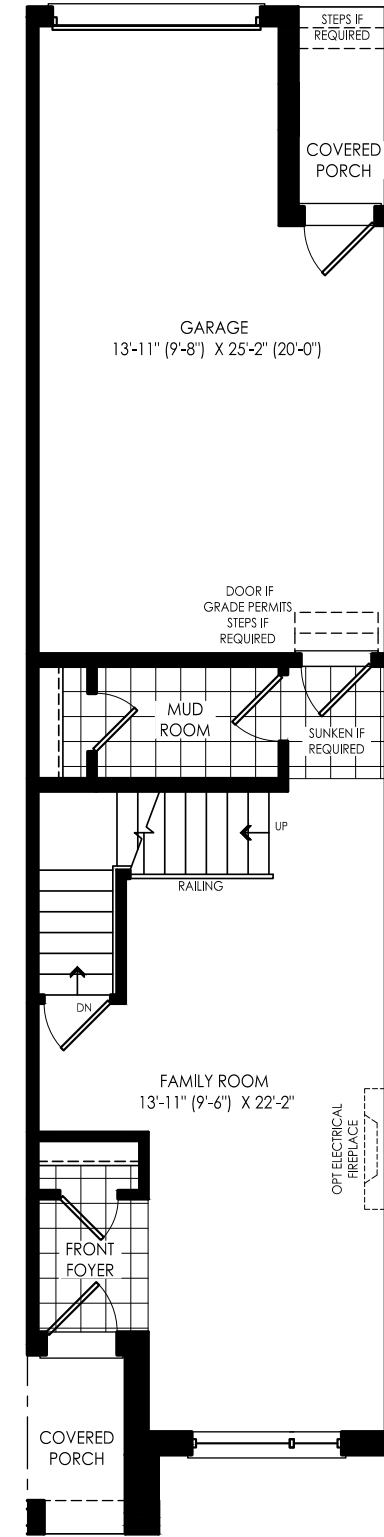 STEPS IF
REQUIRED
COVERED
PORCH
GARAGE
13'-11" (9'-8") X 25'-2" (20'-0")
DOOR IF
GRADE PERMITS
STEPS IF
REQUIRED
MUD
ROOM
SUNKEN IF
REQUIRED
UP
RAILING
DN
FAMILY ROOM
13'-11" (9'-6") X 22'-2"
OPT ELECTRICAL
FIREPLACE
FRONT
FOYER
COVERED
PORCH